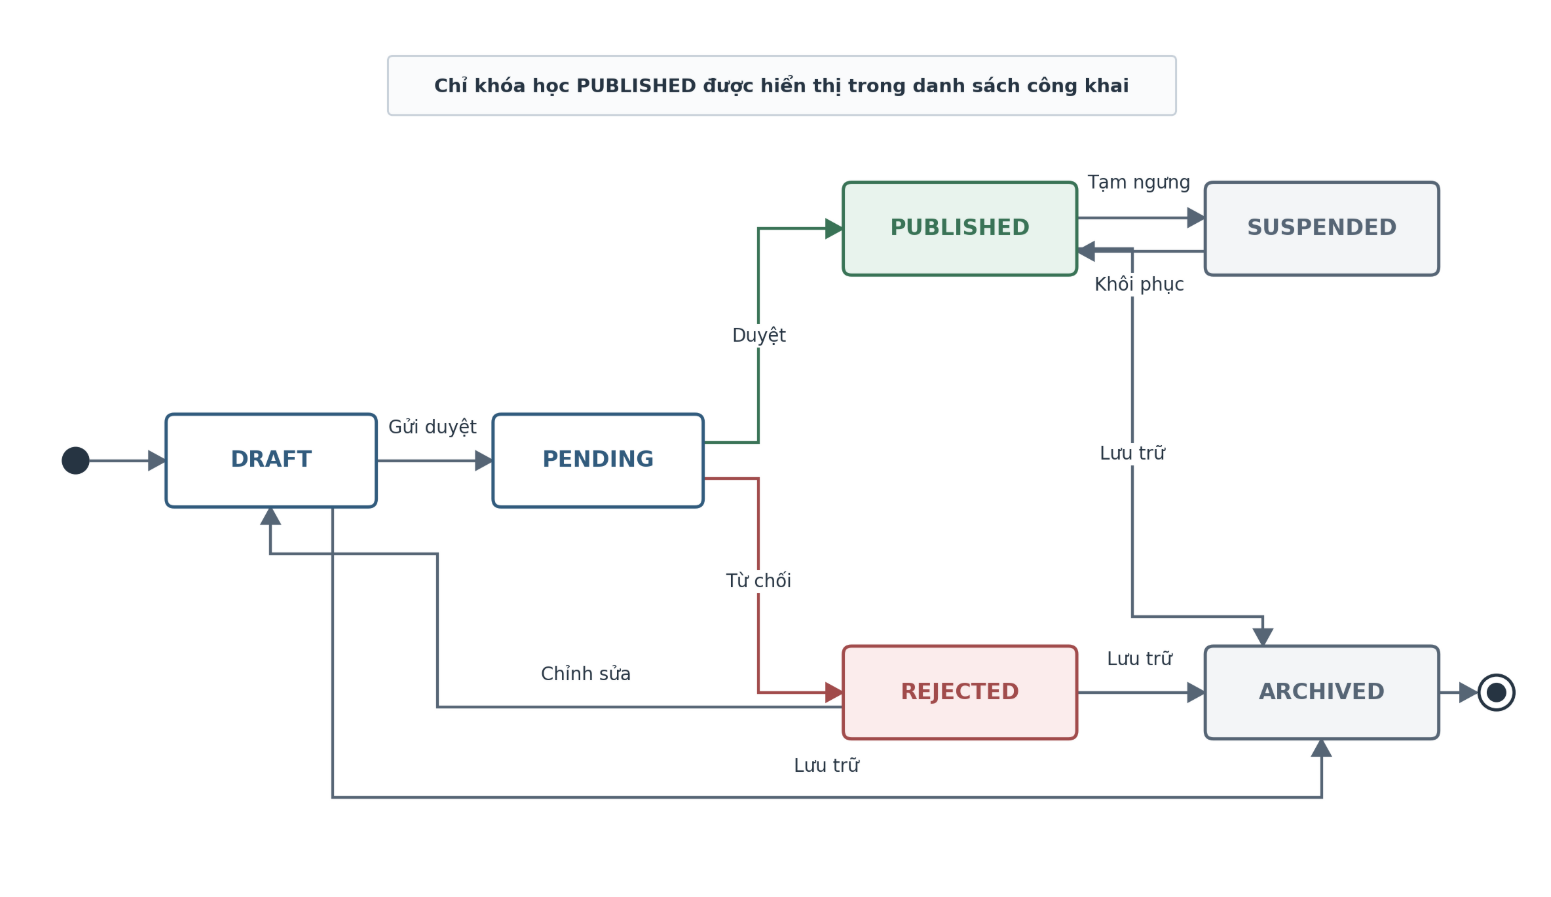 Chỉ khóa học PUBLISHED được hiển thị trong danh sách công khai
Tạm ngưng
PUBLISHED
SUSPENDED
Khôi phục
Duyệt
Gửi duyệt
DRAFT
PENDING
Lưu trữ
Từ chối
Chỉnh sửa
Lưu trữ
REJECTED
ARCHIVED
Lưu trữ